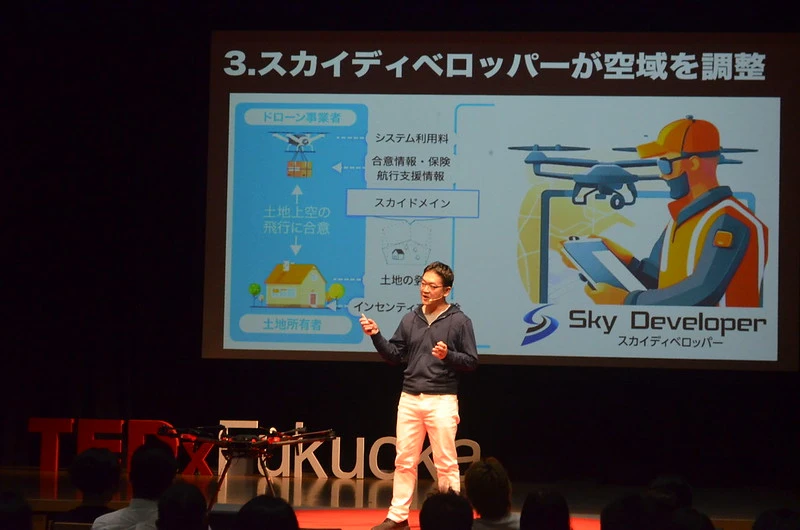 3.スカイディベロッパーが空域を調整
ドローン事業者
システム利用料
合意情報・保険
航行支援情報
スカイドメイン
土地上空の
飛行に合意
土地の
インセンティ
土地所有者
Sky Developer
スカイディベロッパー
TEDxFukuoka